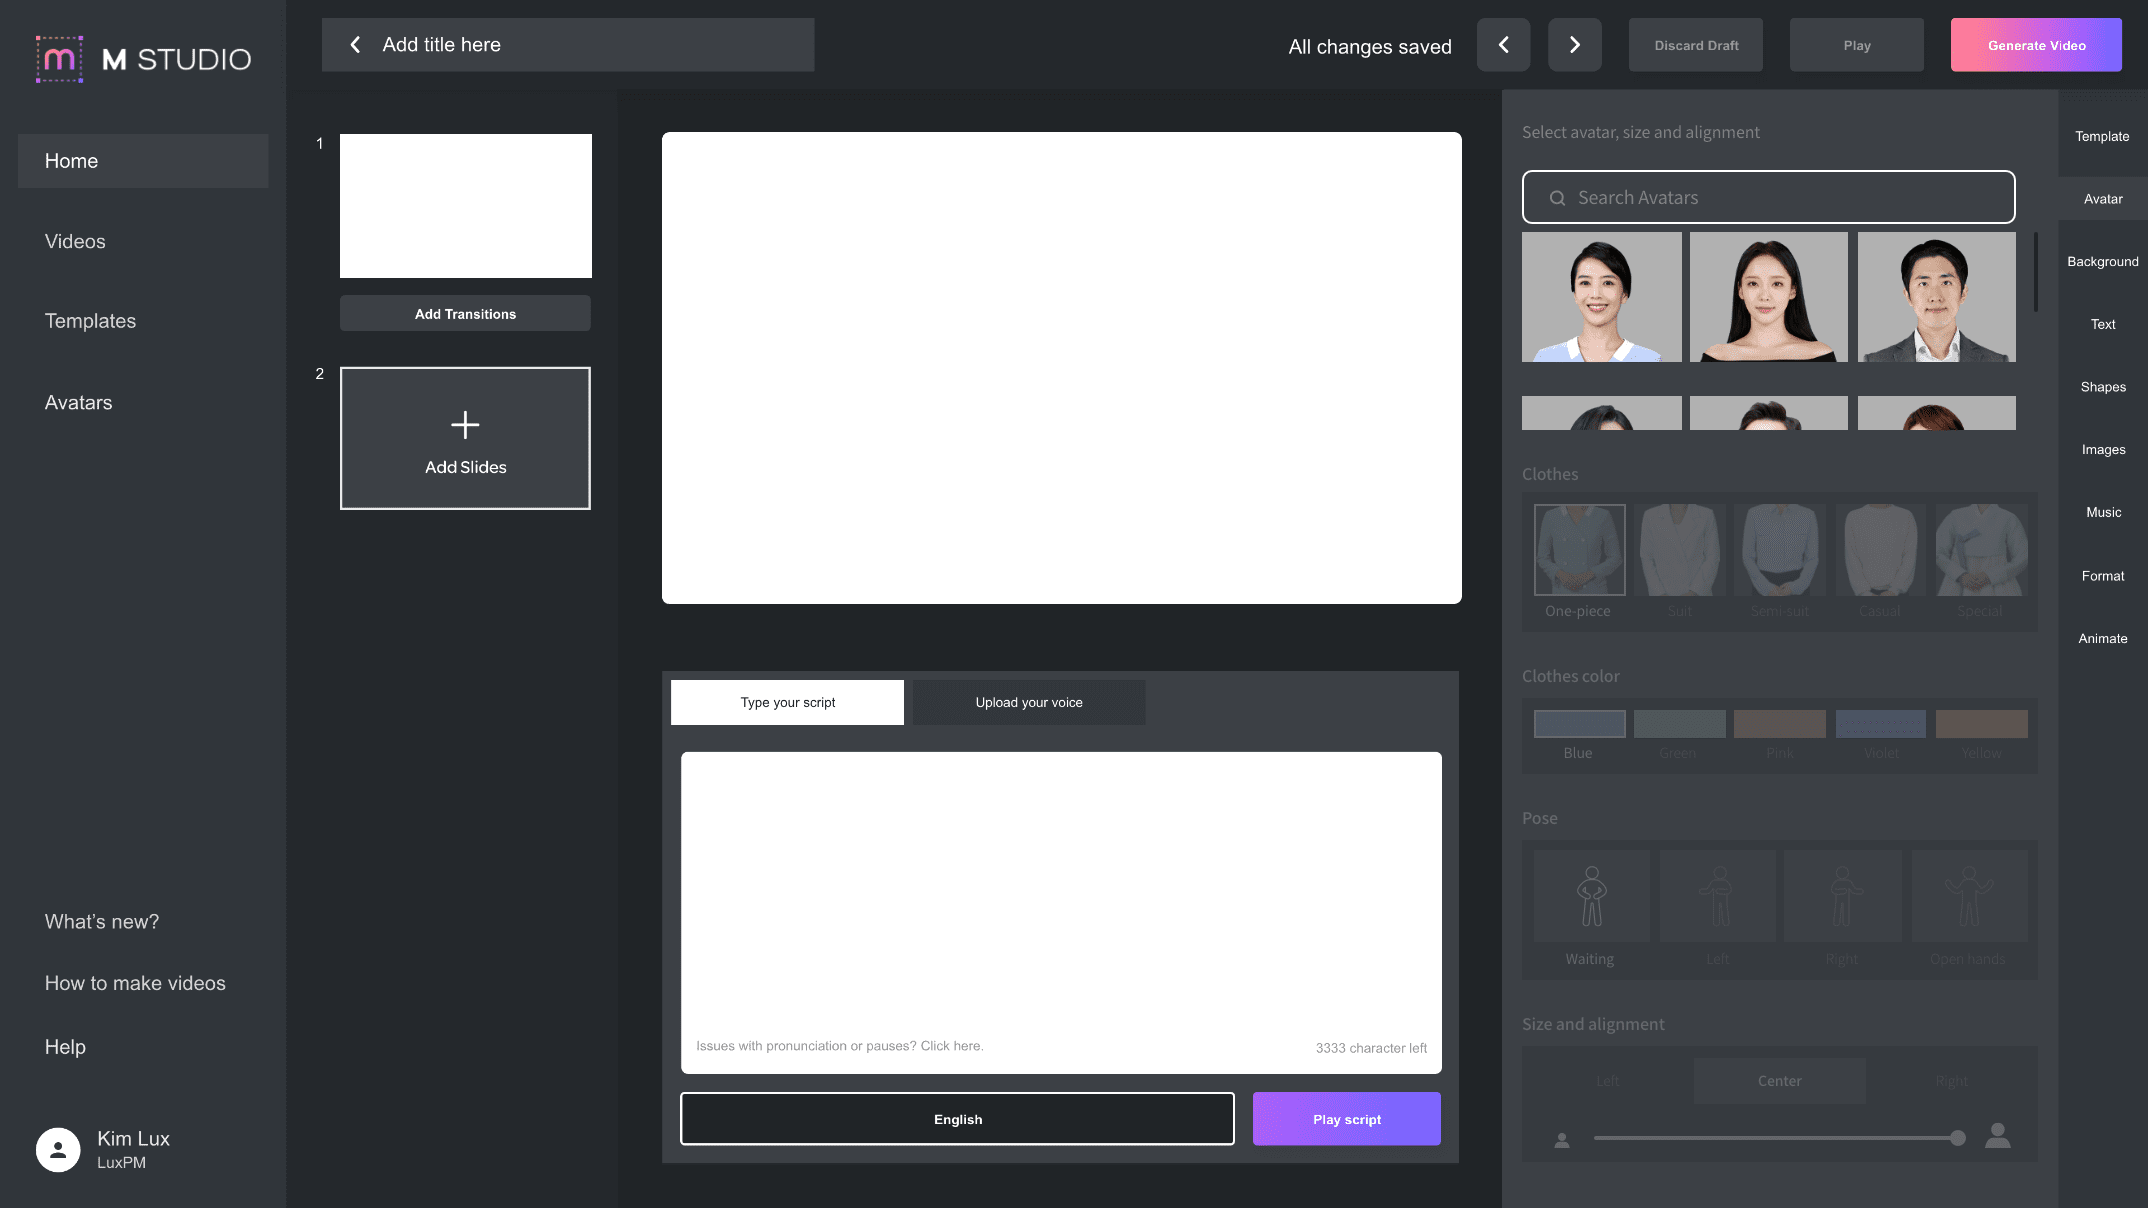 m M STUDIO
Home
Videos
Templates
Avatars
What's new?
How to make videos
Help
Kim Lux
LuxPM
Add title here
All changes saved
Discard Draft
Play
Generate Video
1
Add Transitions
2
Add Slides
Type your script
Upload your voice
Issues with pronunciation or pauses? Click here.
3333 character left
English
Play script
Select avatar, size and alignment
Search Avatars
Clothes
One-piece
Suit
Semi-suit
Casual
Special
Clothes color
Blue
Green
Pink
Violet
Yellow
Pose
Waiting
Left
Right
Open hands
Size and alignment
Left
Center
Right
Template
Avatar
Background
Text
Shapes
Images
Music
Format
Animate